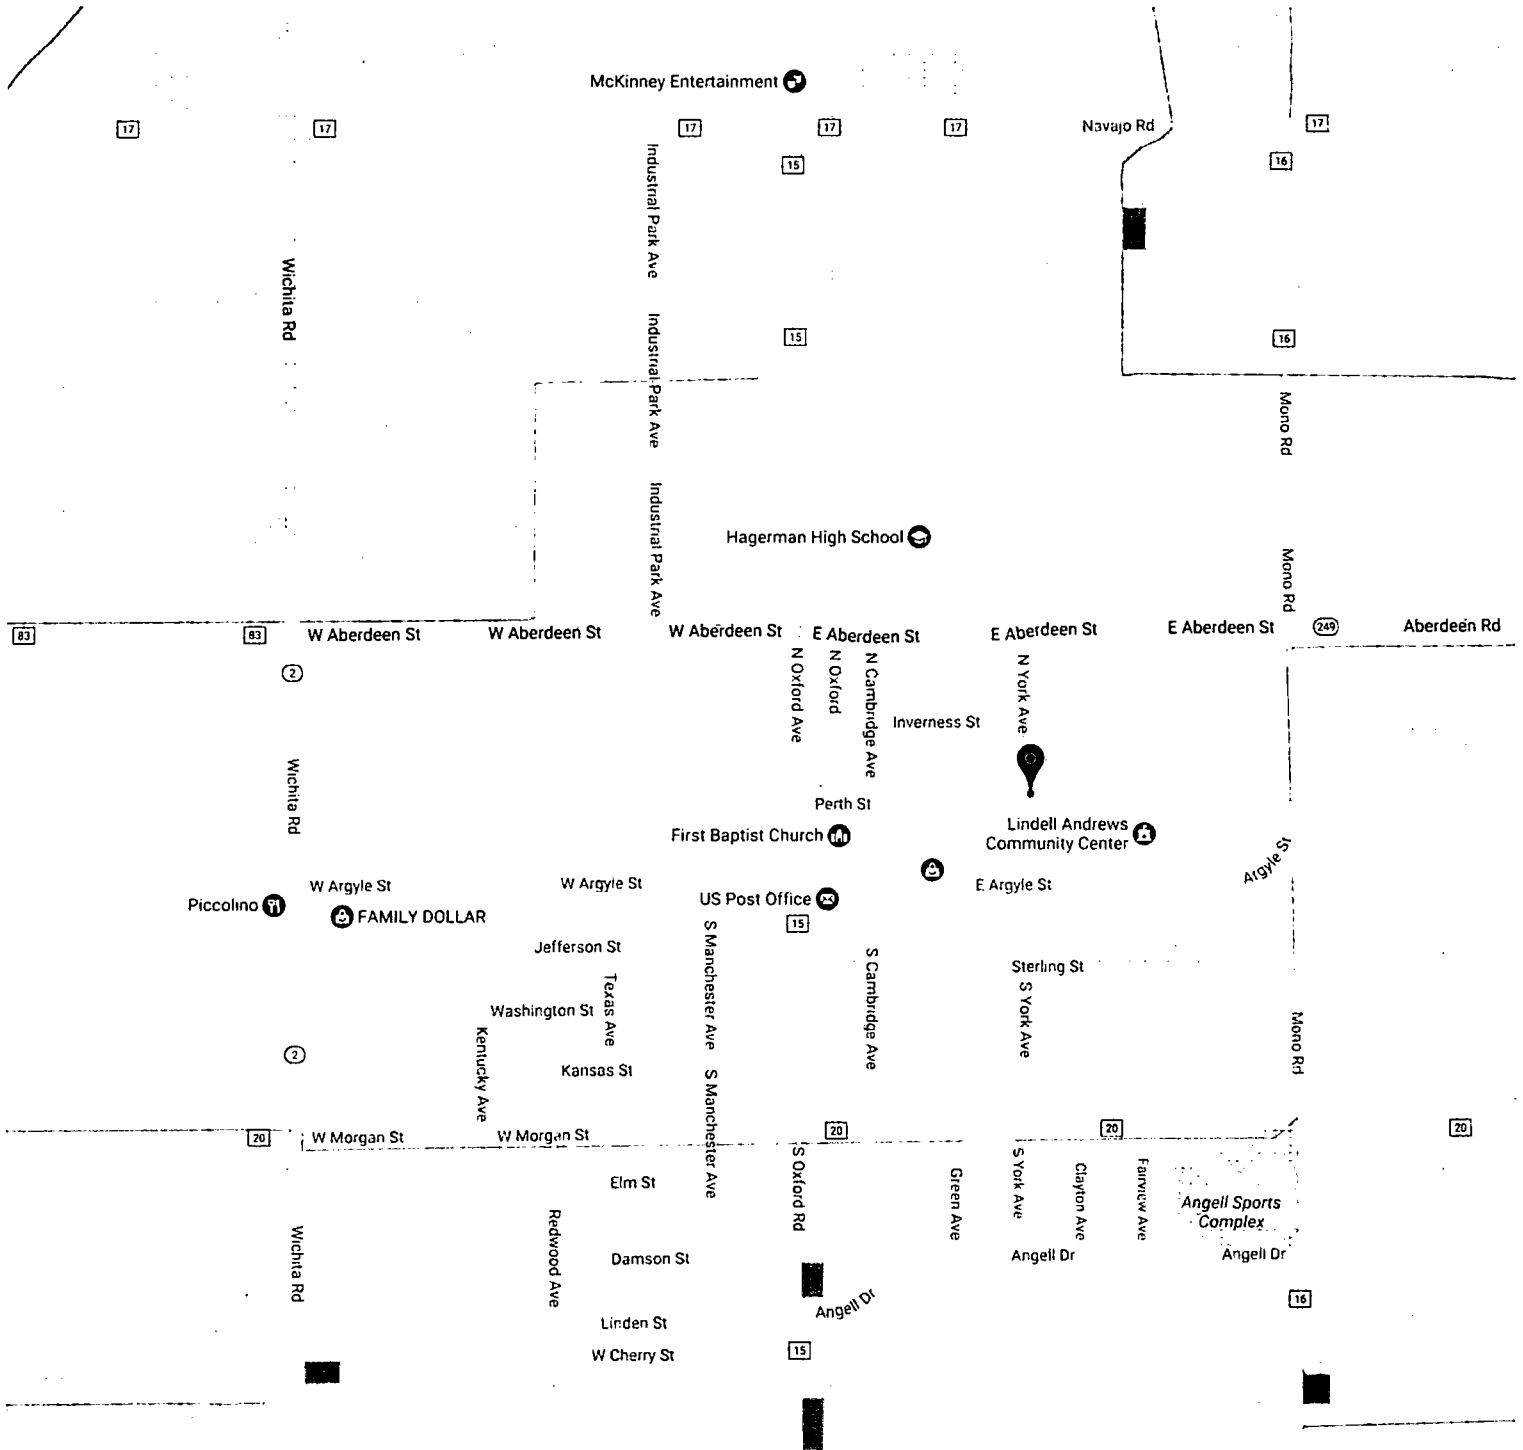 McKinney Entertainment
17
17
17
17
17
Navajo Rd
17
15
16
Industrial Park Ave
Wichita Rd
Industrial Park Ave
15
16
Mono Rd
Industrial Park Ave
Hagerman High School
Mono Rd
83
83
W Aberdeen St
W Aberdeen St
W Aberdeen St
E Aberdeen St
E Aberdeen St
E Aberdeen St
249
Aberdeen Rd
2
N Oxford Ave
N Oxford
N Cambridge Ave
N York Ave
Inverness St
Wichita Rd
Perth St
First Baptist Church
Lindell Andrews
Community Center
Argyle St
W Argyle St
W Argyle St
E Argyle St
Piccolino
FAMILY DOLLAR
US Post Office
15
S Manchester Ave
Jefferson St
S Cambridge Ave
Sterling St
Texas Ave
S York Ave
Washington St
Kentucky Ave
Mono Rd
2
Kansas St
S Manchester Ave
20
W Morgan St
W Morgan St
20
20
20
S Oxford Rd
Elm St
Green Ave
S York Ave
Clayton Ave
Fairview Ave
Angell Sports
Complex
Redwood Ave
Wichita Rd
Damson St
Angell Dr
Angell Dr
Angell Dr
16
Linden St
W Cherry St
15